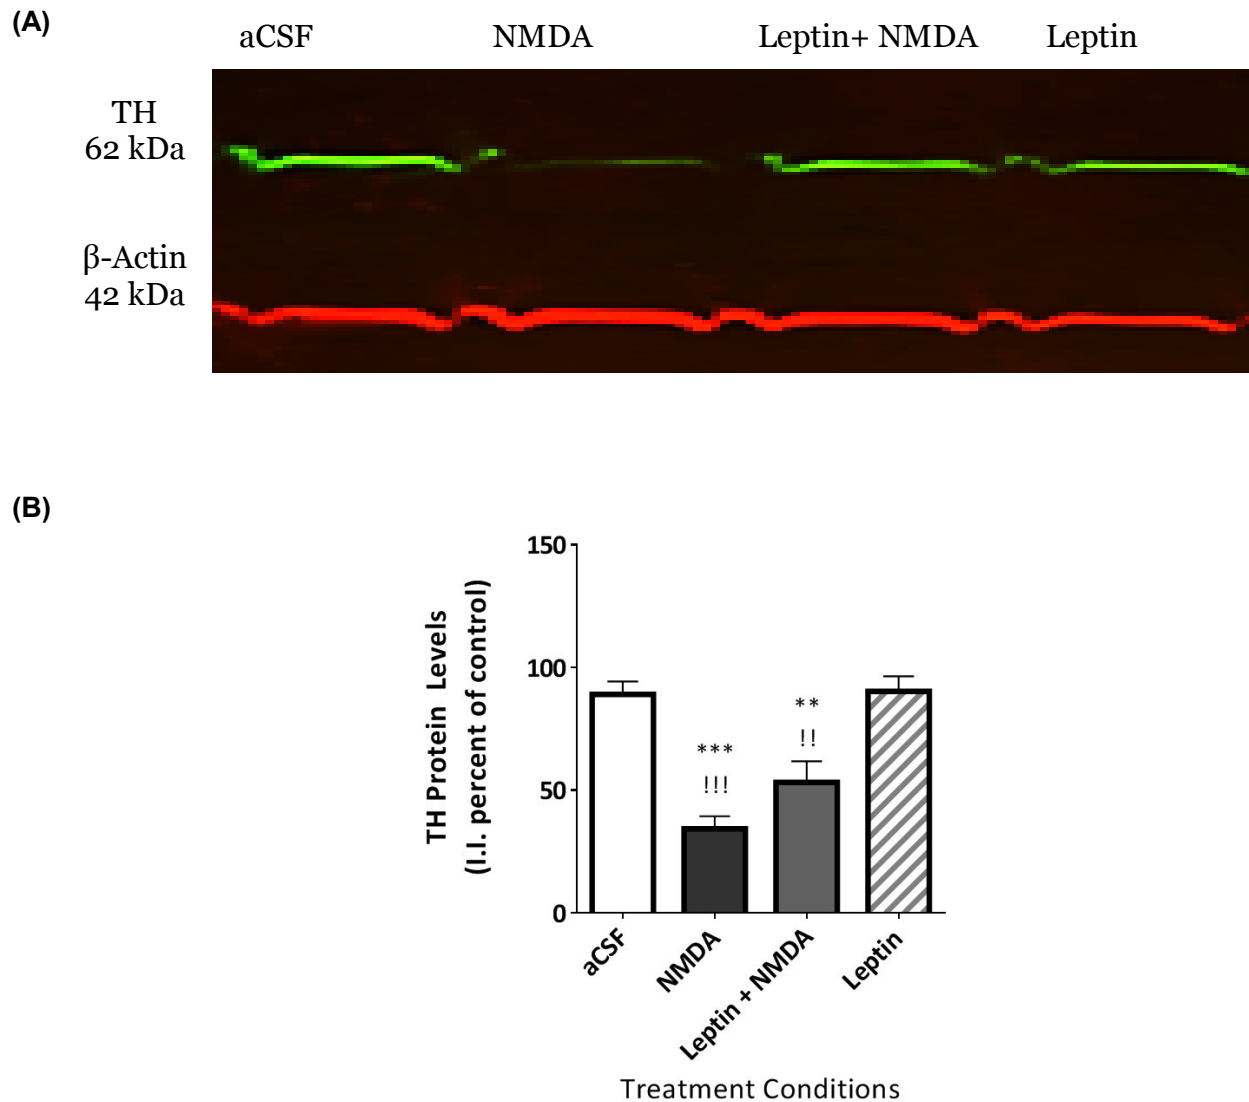 (A)
aCSF NMDA Leptin+ NMDA Leptin
TH
62 kDa
β-Actin
42 kDa
(B)
TH Protein Levels
(I.I. percent of control)
150
100
50
0
***
!!!
**
!!
aCSF
NMDA
Leptin + NMDA
Leptin
Treatment Conditions